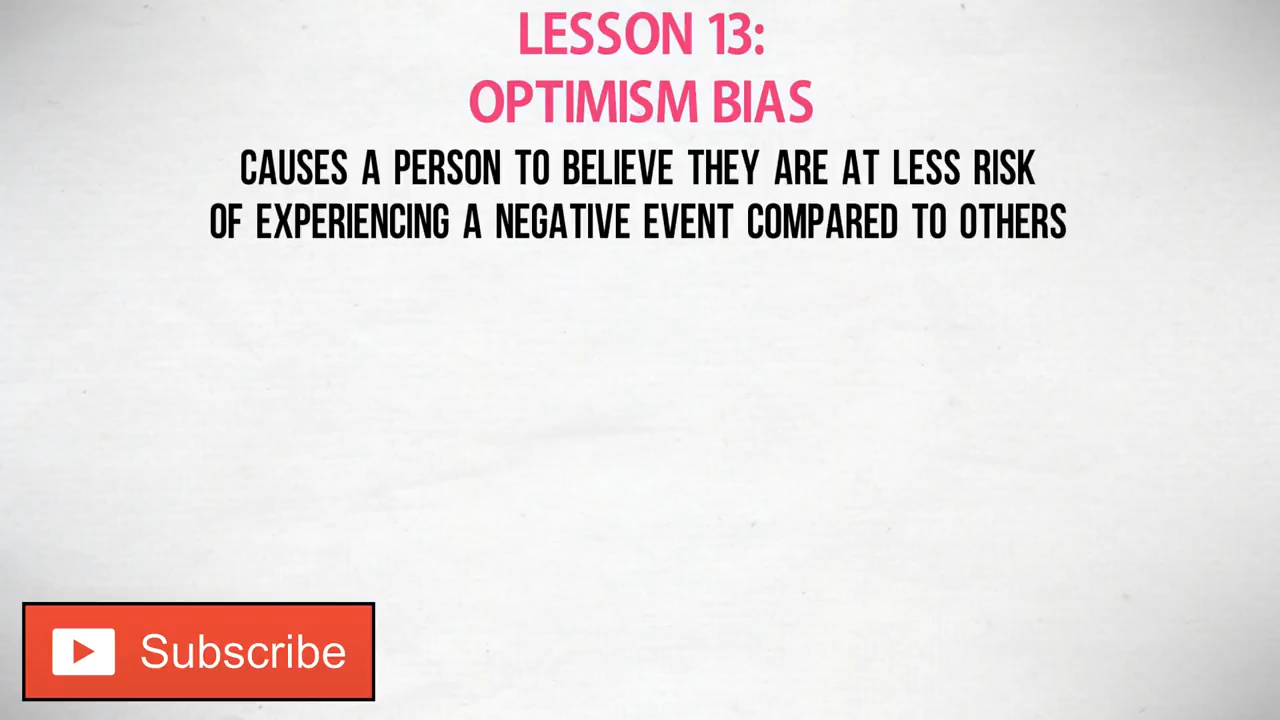 LESSON 13:
OPTIMISM BIAS
CAUSES A PERSON TO BELIEVE THEY ARE AT LESS RISK
OF EXPERIENCING A NEGATIVE EVENT COMPARED TO OTHERS
Subscribe